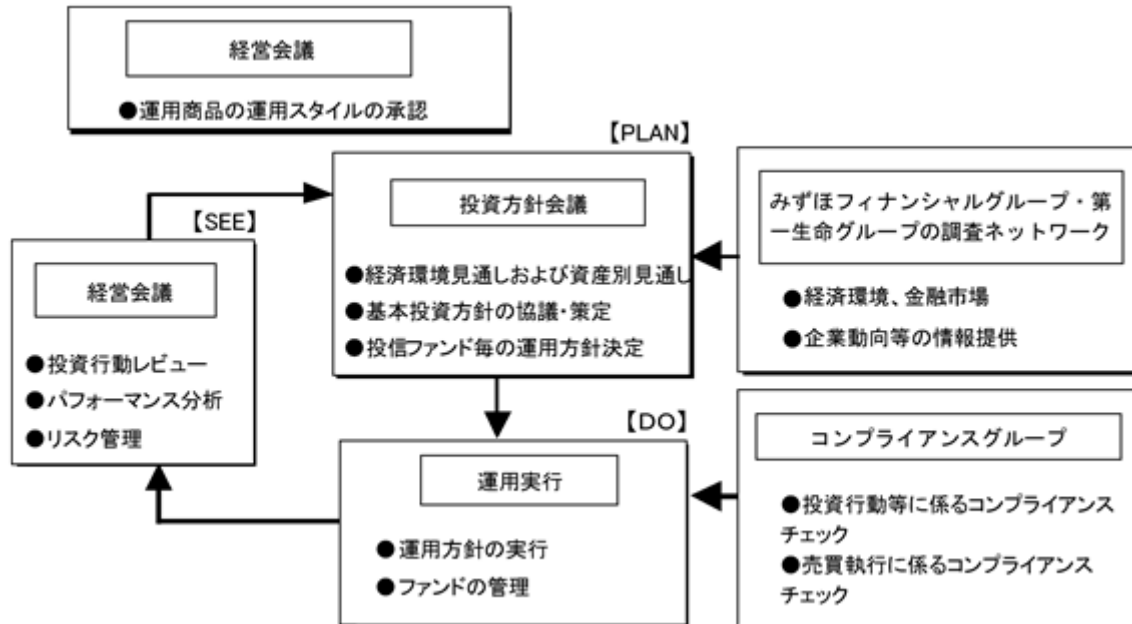 経営会議
●運用商品の運用スタイルの承認
【PLAN】
投資方針会議
●経済環境見通しおよび資産別見通し
●基本投資方針の協議・策定
●投信ファンド毎の運用方針決定
みずほフィナンシャルグループ・第
一生命グループの調査ネットワーク
●経済環境、金融市場
●企業動向等の情報提供
【SEE】
経営会議
●投資行動レビュー
●パフォーマンス分析
●リスク管理
【DO】
運用実行
●運用方針の実行
●ファンドの管理
コンプライアンスグループ
●投資行動等に係るコンプライアンス
チェック
●売買執行に係るコンプライアンス
チェック